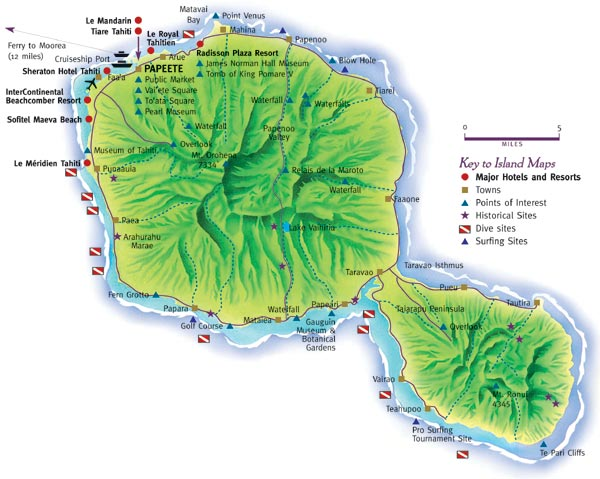 Matavai
Bay
Point Venus
Le Mandarin
Tiare Tahiti
Le Royal
Tahitien
Mahina
Papenoo
Ferry to Moorea
(12 miles)
Cruiseship Port
Radisson Plaza Resort
Arue
Blow Hole
Sheraton Hotel Tahiti
Faa'a
PAPEETE
James Norman Hall Museum
Tomb of King Pomare V
Public Market
Vai'ete Square
To'ata Square
Pearl Museum
Tiarei
InterContinental
Beachcomber Resort
Waterfall
Waterfalls
Sofitel Maeva Beach
Waterfall
Papenoo
Valley
Overlook
Museum of Tahiti
Mt. Orohena
7334
Le Méridien Tahiti
Punaauia
Relais de la Maroto
Waterfall
Faaone
Paea
Arahurahu
Marae
Lake Vaihiria
Taravao
Taravao Isthmus
Fern Grotto
Pueu
Tautira
Papara
Golf Course
Mataiea
Waterfall
Papeari
Gauguin
Museum &
Botanical
Gardens
Taiarapu Peninsula
Overlook
Vairao
Mt. Ronui
4345
Teahupoo
Pro Surfing
Tournament Site
Te Pari Cliffs
0
5
MILES
Key to Island Maps
Major Hotels and Resorts
Towns
Points of Interest
Historical Sites
Dive sites
Surfing Sites